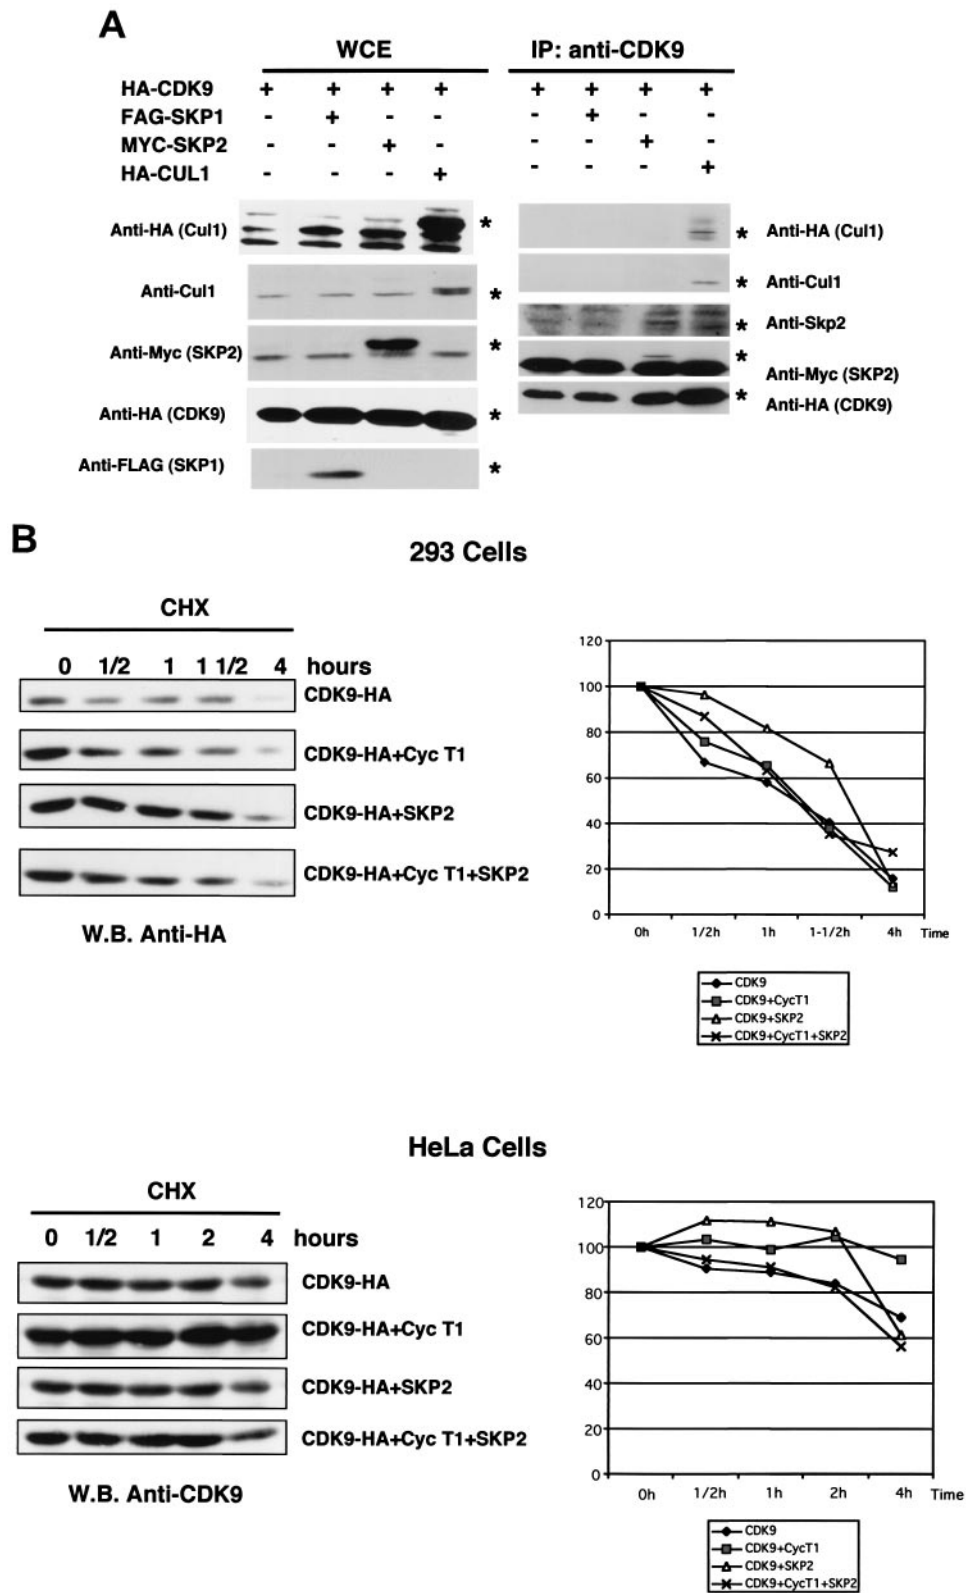 A
WCE
IP: anti-CDK9
HA-CDK9 + + + + + + + +
FAG-SKP1 - + - - - + - -
MYC-SKP2 - - + - - - + -
HA-CUL1 - - - + - - - +
Anti-HA (Cul1) * * Anti-HA (Cul1)
Anti-Cul1 * * Anti-Cul1
* Anti-Skp2
Anti-Myc (SKP2) * * Anti-Myc (SKP2)
Anti-HA (CDK9) * * Anti-HA (CDK9)
Anti-FLAG (SKP1) *
B
293 Cells
CHX
0 1/2 1 1 1/2 4 hours
CDK9-HA
CDK9-HA+Cyc T1
CDK9-HA+SKP2
CDK9-HA+Cyc T1+SKP2
W.B. Anti-HA
120
100
80
60
40
20
0
0h 1/2h 1h 1-1/2h 4h Time
CDK9
CDK9+CycT1
CDK9+SKP2
CDK9+CycT1+SKP2
HeLa Cells
CHX
0 1/2 1 2 4 hours
CDK9-HA
CDK9-HA+Cyc T1
CDK9-HA+SKP2
CDK9-HA+Cyc T1+SKP2
W.B. Anti-CDK9
120
100
80
60
40
20
0
0h 1/2h 1h 2h 4h Time
CDK9
CDK9+CycT1
CDK9+SKP2
CDK9+CycT1+SKP2